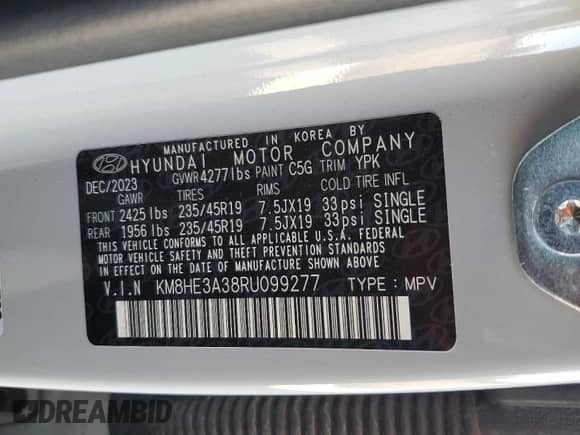 MANUFACTURED IN KOREA BY
HYUNDAI MOTOR COMPANY
DEC/2023 GVWR 4277lbs PAINT C5G TRIM YPK
GAWR TIRES RIMS COLD TIRE INFL
FRONT 2425lbs 235/45R19 7.5JX19 33psi SINGLE
REAR 1956lbs 235/45R19 7.5JX19 33psi SINGLE
THIS VEHICLE CONFORMS TO ALL APPLICABLE U.S.A. FEDERAL
MOTOR VEHICLE SAFETY, BUMPER, AND THEFT PREVENTION STANDARDS
IN EFFECT ON THE DATE OF MANUFACTURE SHOWN ABOVE.
V.I.N KM8HE3A38RU099277 TYPE : MPV
DREAMBID